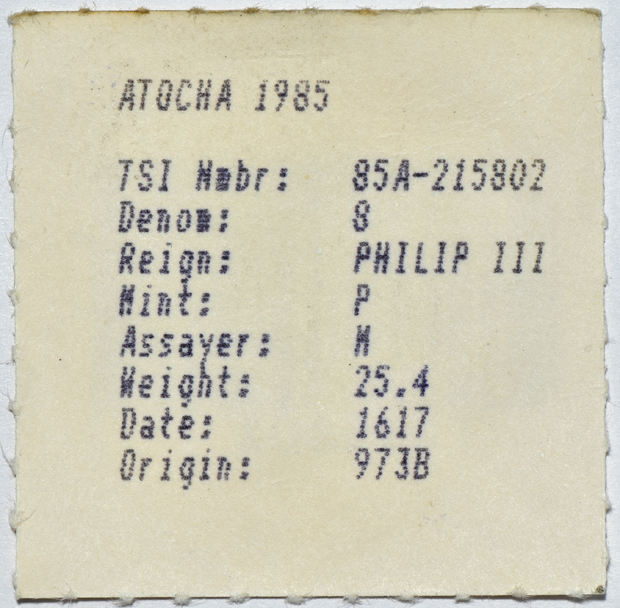 ATOCHA 1985
TSI Nmbr: 85A-215802
Denom: 8
Reign: PHILIP III
Mint: P
Assayer: M
Weight: 25.4
Date: 1617
Origin: 973B